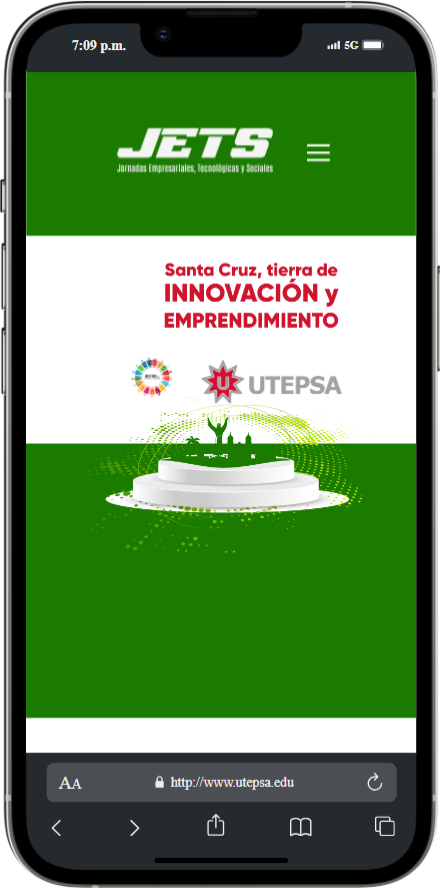 7:09 p.m.
5G
JETS
Jornadas Empresariales, Tecnológicas y Sociales
Santa Cruz, tierra de
INNOVACIÓN y
EMPRENDIMIENTO
U UTEPSA
AA
http://www.utepsa.edu